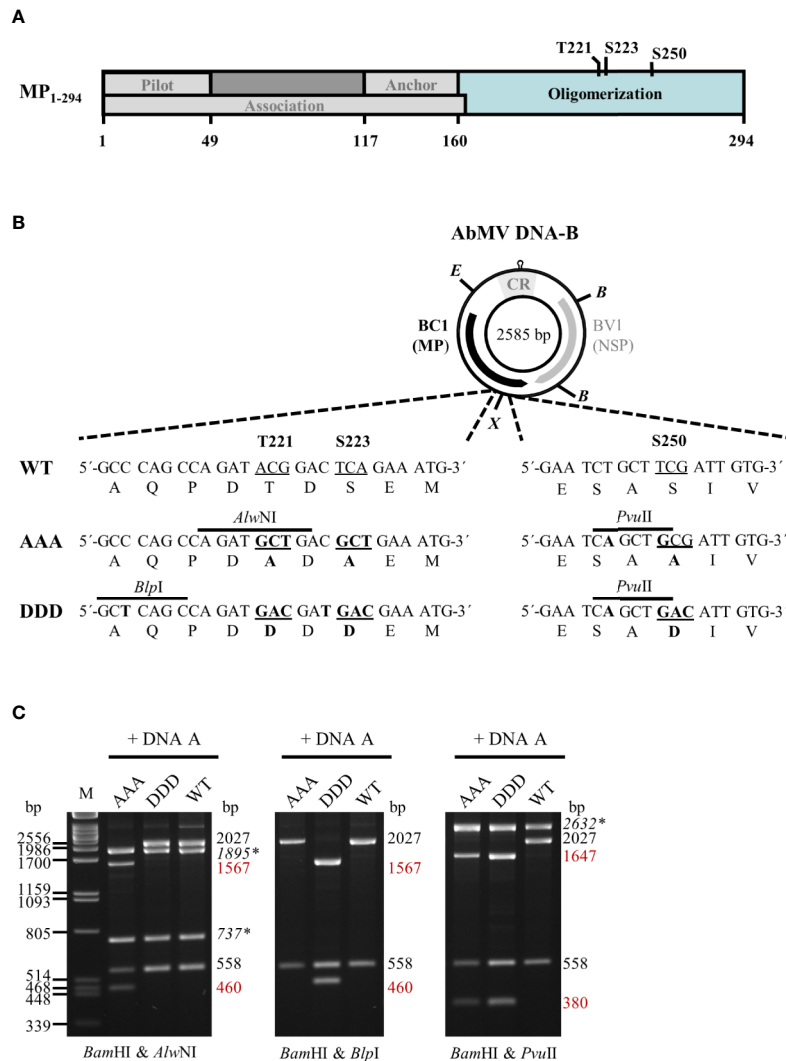 A
T221 S223 S250
MP1-294
Pilot Anchor Oligomerization
Association
1 49 117 160 294
B
AbMV DNA-B
E CR B
BC1 (MP)
2585 bp
BV1 (NSP)
X B
T221 S223 S250
WT 5´-GCC CAG CCA GAT ACG GAC TCA GAA ATG-3´ 5´-GAA TCT GCT TCG ATT GTG-3´
A Q P D T D S E M E S A S I V
AlwNI PvuII
AAA 5´-GCC CAG CCA GAT GCT GAC GCT GAA ATG-3´ 5´-GAA TCA GCT GCG ATT GTG-3´
A Q P D A D A E M E S A A I V
BlpI PvuII
DDD 5´-GCT CAG CCA GAT GAC GAT GAC GAA ATG-3´ 5´-GAA TCA GCT GAC ATT GTG-3´
A Q P D D D D E M E S A D I V
C
+ DNA A + DNA A + DNA A
bp M AAA DDD WT bp AAA DDD WT bp AAA DDD WT bp
2556
1986
1700
1159
1093
805
514
468
448
339
2027
1895*
1567
737*
558
460
BamHI & AlwNI
2027
1567
558
460
BamHI & BlpI
2632*
2027
1647
558
380
BamHI & PvuII